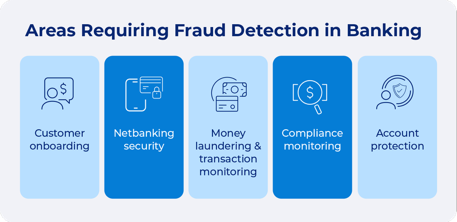 Areas Requiring Fraud Detection in Banking
Customer
onboarding
Netbanking
security
Money
laundering &
transaction
monitoring
Compliance
monitoring
Account
protection